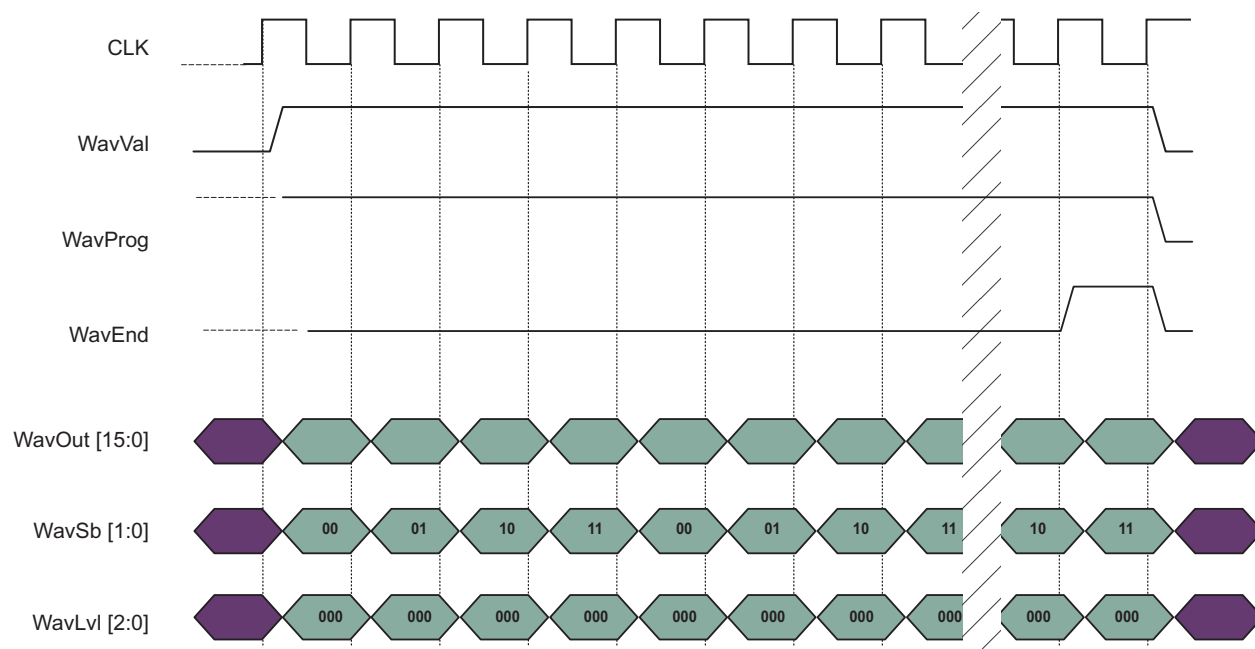 CLK
WavVal
WavProg
WavEnd
WavOut [15:0]
WavSb [1:0] 00 01 10 11 00 01 10 11 10 11
WavLvl [2:0] 000 000 000 000 000 000 000 000 000 000